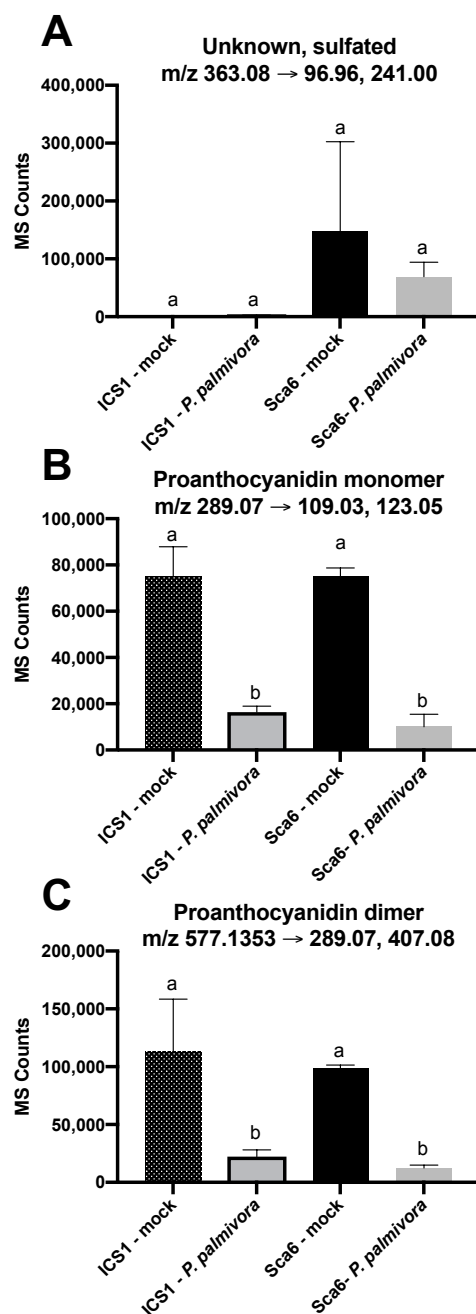 A
Unknown, sulfated
m/z 363.08 → 96.96, 241.00
400,000
300,000
200,000
100,000
0
MS Counts
a
a
a
a
ICS1 - mock
ICS1 - P. palmivora
Sca6 - mock
Sca6- P. palmivora
B
Proanthocyanidin monomer
m/z 289.07 → 109.03, 123.05
100,000
80,000
60,000
40,000
20,000
0
MS Counts
a
b
a
b
ICS1 - mock
ICS1 - P. palmivora
Sca6 - mock
Sca6- P. palmivora
C
Proanthocyanidin dimer
m/z 577.1353 → 289.07, 407.08
200,000
150,000
100,000
50,000
0
MS Counts
a
b
a
b
ICS1 - mock
ICS1 - P. palmivora
Sca6 - mock
Sca6- P. palmivora